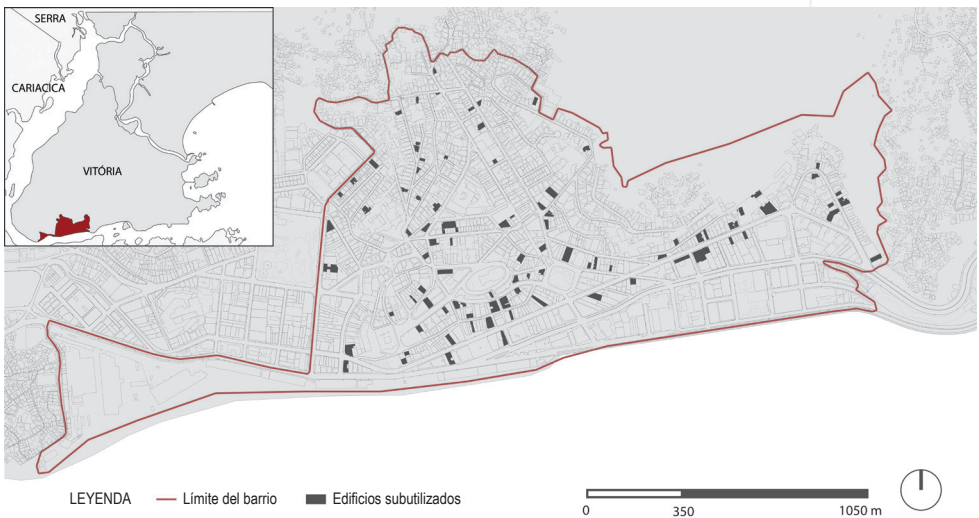 SERRA
CARIACICA
VITÓRIA
LEYENDA Límite del barrio Edificios subutilizados
0 350 1050 m